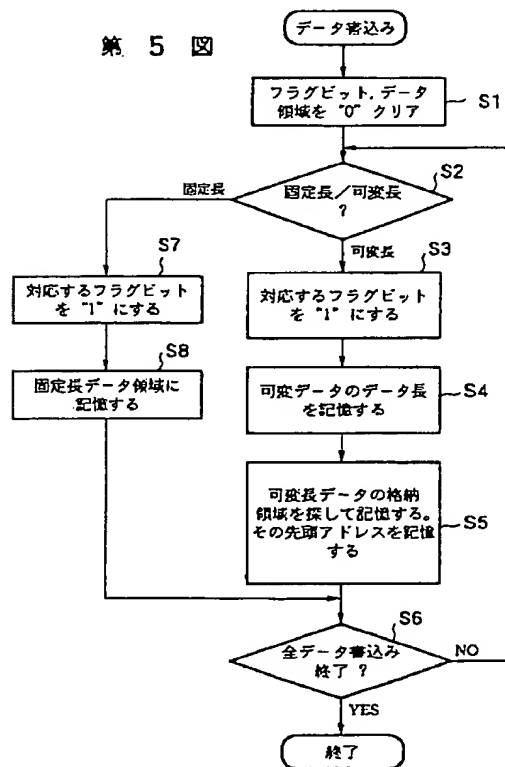 第 5 図
データ書込み
フラグビット,データ
領域を "0" クリア
S1
S2
固定長/可変長
?
固定長
可変長
S7
対応するフラグビット
を "1" にする
S3
対応するフラグビット
を "1" にする
S8
固定長データ領域に
記憶する
可変データのデータ長
を記憶する
S4
可変長データの格納
領域を探して記憶する。
その先頭アドレスを記憶
する
S5
S6
全データ書込み
終了 ?
NO
YES
終了